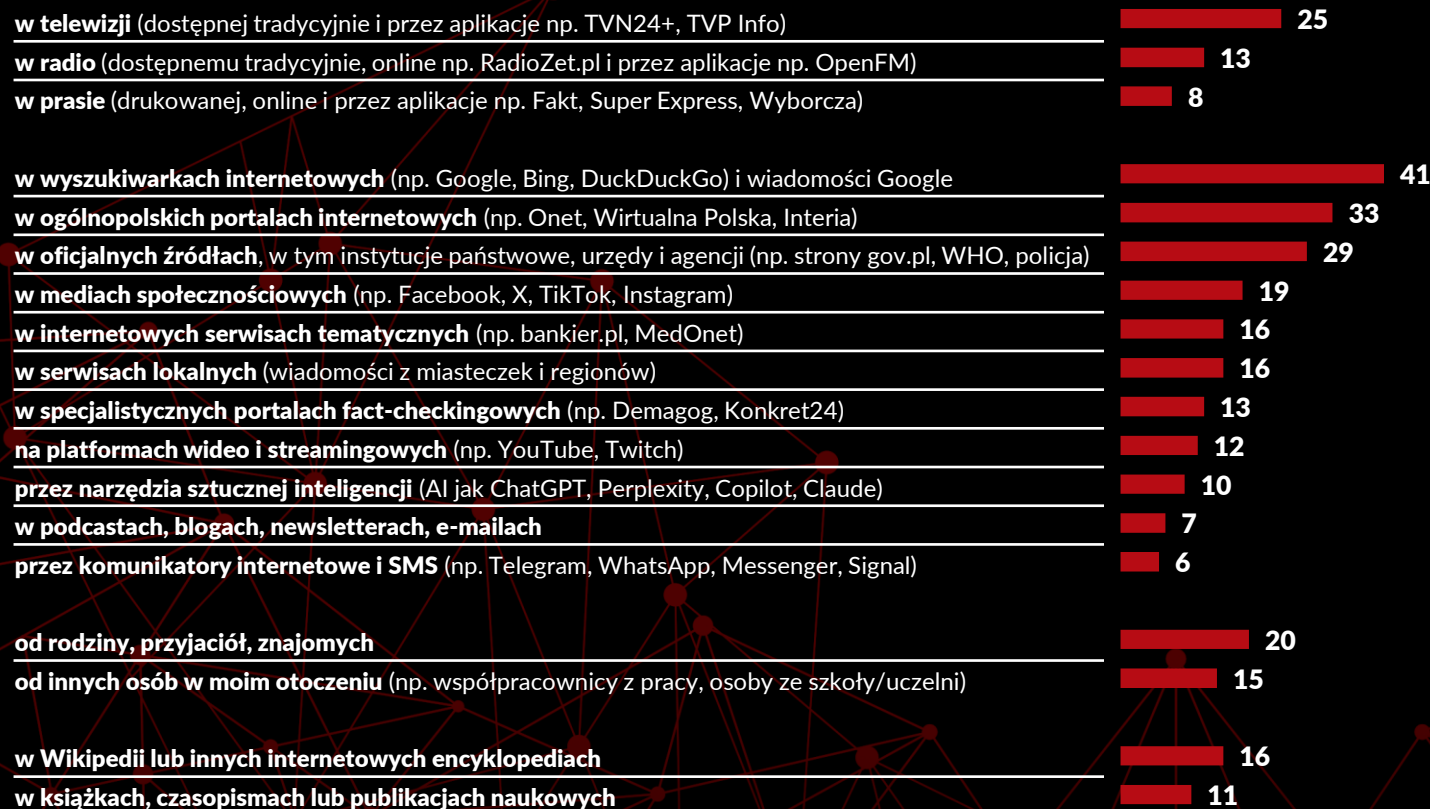 w telewizji (dostępnej tradycyjnie i przez aplikacje np. TVN24+, TVP Info) 25
w radio (dostępnemu tradycyjnie, online np. RadioZet.pl i przez aplikacje np. OpenFM) 13
w prasie (drukowanej, online i przez aplikacje np. Fakt, Super Express, Wyborcza) 8
w wyszukiwarkach internetowych (np. Google, Bing, DuckDuckGo) i wiadomości Google 41
w ogólnopolskich portalach internetowych (np. Onet, Wirtualna Polska, Interia) 33
w oficjalnych źródłach, w tym instytucje państwowe, urzędy i agencji (np. strony gov.pl, WHO, policja) 29
w mediach społecznościowych (np. Facebook, X, TikTok, Instagram) 19
w internetowych serwisach tematycznych (np. bankier.pl, MedOnet) 16
w serwisach lokalnych (wiadomości z miasteczek i regionów) 16
w specjalistycznych portalach fact-checkingowych (np. Demagog, Konkret24) 13
na platformach wideo i streamingowych (np. YouTube, Twitch) 12
przez narzędzia sztucznej inteligencji (AI jak ChatGPT, Perplexity, Copilot, Claude) 10
w podcastach, blogach, newsletterach, e-mailach 7
przez komunikatory internetowe i SMS (np. Telegram, WhatsApp, Messenger, Signal) 6
od rodziny, przyjaciół, znajomych 20
od innych osób w moim otoczeniu (np. współpracownicy z pracy, osoby ze szkoły/uczelni) 15
w Wikipedii lub innych internetowych encyklopediach 16
w książkach, czasopismach lub publikacjach naukowych 11